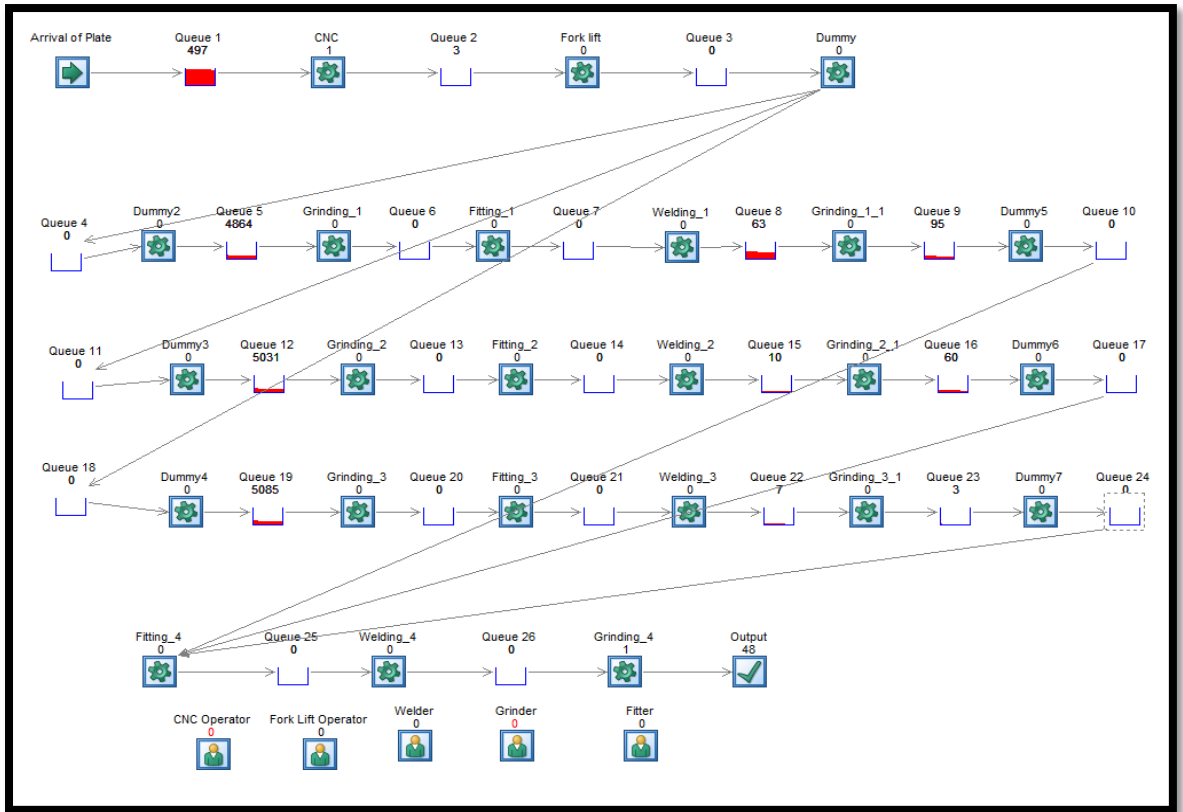 Arrival of Plate Queue 1 CNC Queue 2 Fork lift Queue 3 Dummy
497 1 3 0 0 0
Queue 4 Dummy2 Queue 5 Grinding_1 Queue 6 Fitting_1 Queue 7 Welding_1 Queue 8 Grinding_1_1 Queue 9 Dummy5 Queue 10
0 0 4864 0 0 0 0 0 63 0 95 0 0
Queue 11 Dummy3 Queue 12 Grinding_2 Queue 13 Fitting_2 Queue 14 Welding_2 Queue 15 Grinding_2_1 Queue 16 Dummy6 Queue 17
0 0 5031 0 0 0 0 0 10 0 60 0 0
Queue 18 Dummy4 Queue 19 Grinding_3 Queue 20 Fitting_3 Queue 21 Welding_3 Queue 22 Grinding_3_1 Queue 23 Dummy7 Queue 24
0 0 5085 0 0 0 0 0 7 0 3 0 0
Fitting_4 Queue 25 Welding_4 Queue 26 Grinding_4 Output
0 0 0 0 1 48
CNC Operator Fork Lift Operator Welder Grinder Fitter
0 0 0 0 0